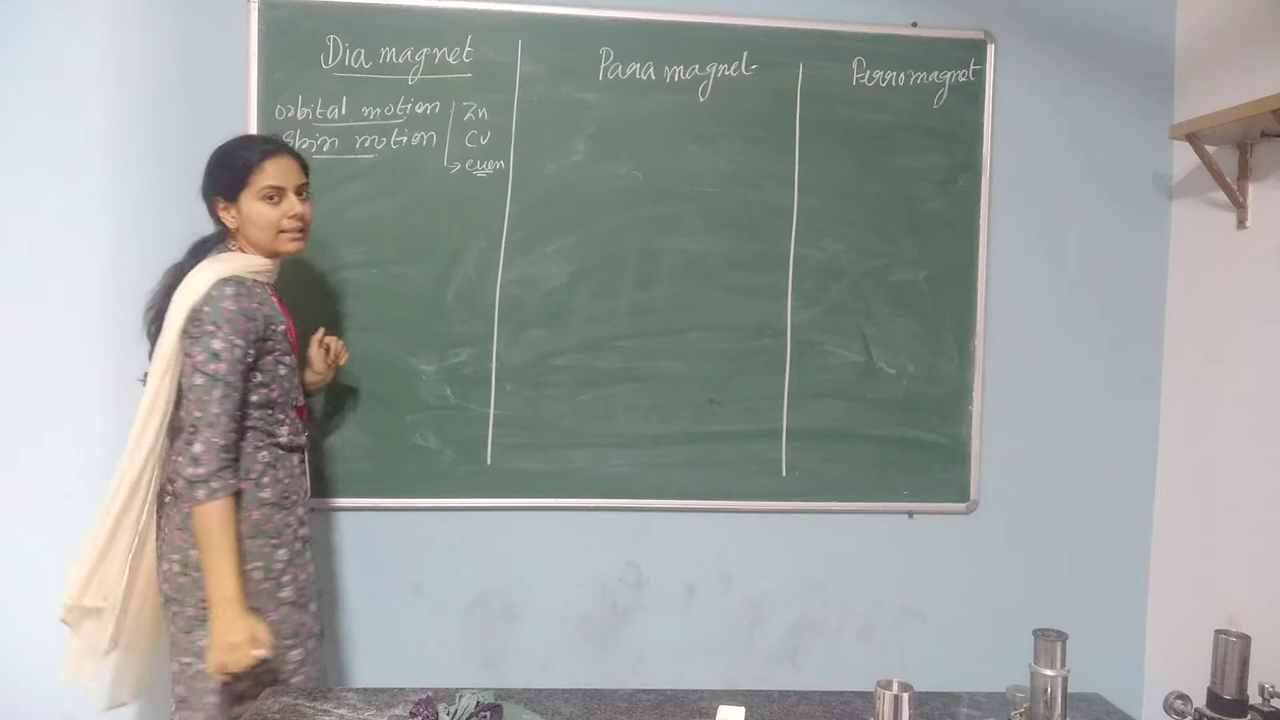 Dia magnet
Para magnet
Ferromagnet
orbital motion
Zn
Spin motion
CU
→ even